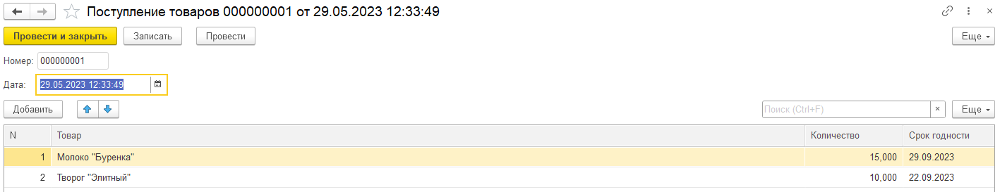 Поступление товаров 000000001 от 29.05.2023 12:33:49
Провести и закрыть Записать Провести Еще
Номер: 000000001
Дата: 29.05.2023 12:33:49
Добавить Поиск (Ctrl+F) × Еще
N Товар Количество Срок годности
1 Молоко "Буренка" 15,000 29.09.2023
2 Творог "Элитный" 10,000 22.09.2023